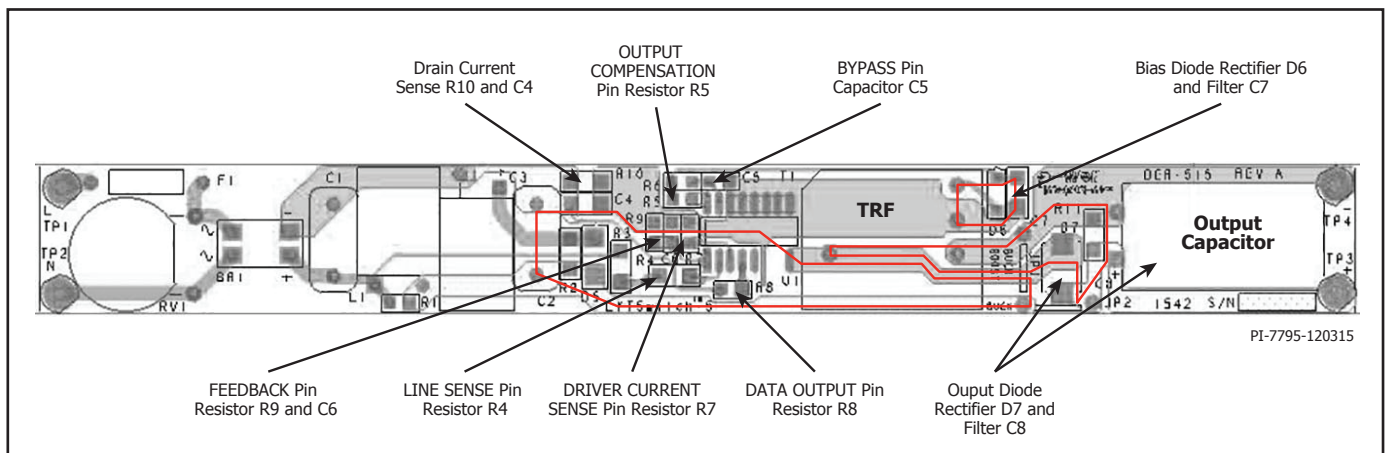 Drain Current
Sense R10 and C4
OUTPUT
COMPENSATION
Pin Resistor R5
BYPASS Pin
Capacitor C5
Bias Diode Rectifier D6
and Filter C7
F1
C1
C3
R10
C4
R6
R5
C5
T1
TRF
DER-515 REV A
L
TP1
TP2
N
BR1
RV1
L1
R1
C2
R2
R3
R9
R4
R8
U1
D6
R11
D7
Output
Capacitor
TP4
TP3
JP2
1542 S/N
PI-7795-120315
FEEDBACK Pin
Resistor R9 and C6
LINE SENSE Pin
Resistor R4
DRIVER CURRENT
SENSE Pin Resistor R7
DATA OUTPUT Pin
Resistor R8
Ouput Diode
Rectifier D7 and
Filter C8